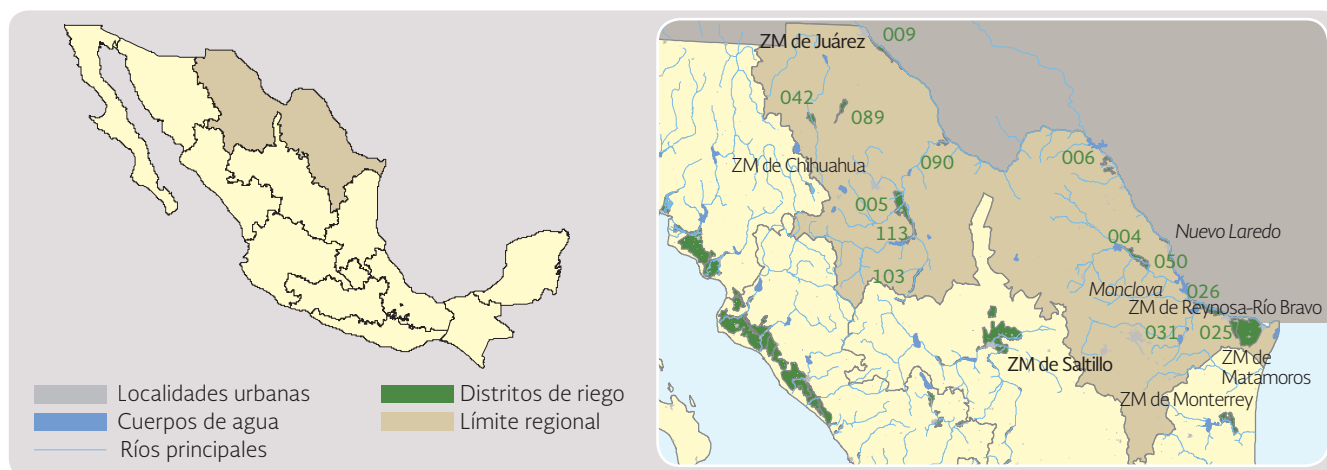 Localidades urbanas
Cuerpos de agua
Ríos principales
Distritos de riego
Límite regional
ZM de Juárez
009
042
089
ZM de Chihuahua
090
006
005
113
103
004
Nuevo Laredo
050
Monclova
026
ZM de Reynosa-Río Bravo
031
025
ZM de Saltillo
ZM de
Matamoros
ZM de Monterrey